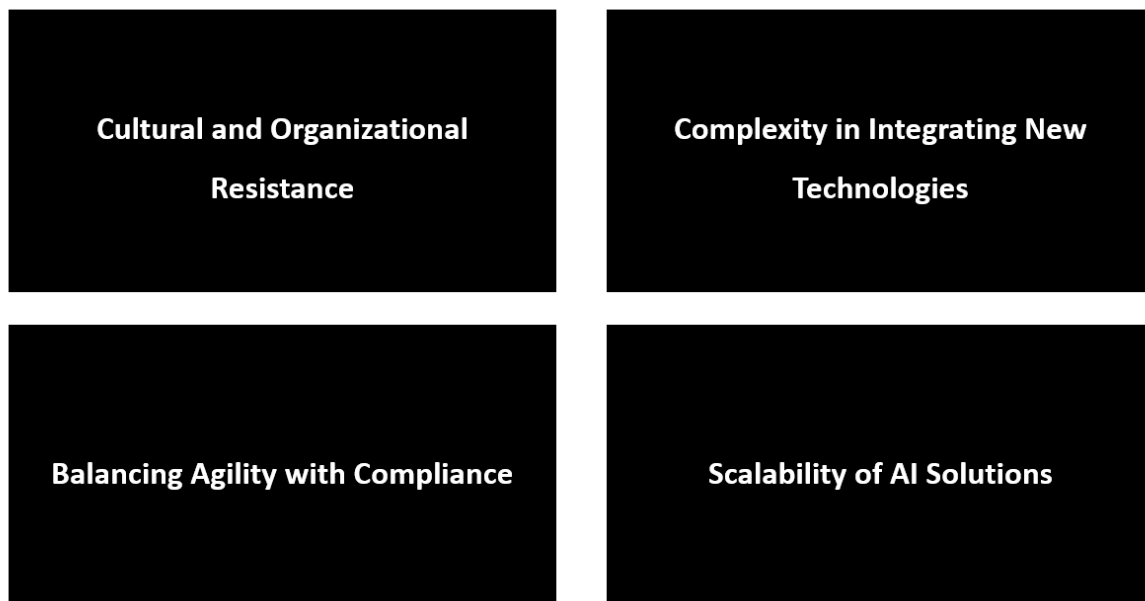 Cultural and Organizational
Resistance
Complexity in Integrating New
Technologies
Balancing Agility with Compliance
Scalability of AI Solutions